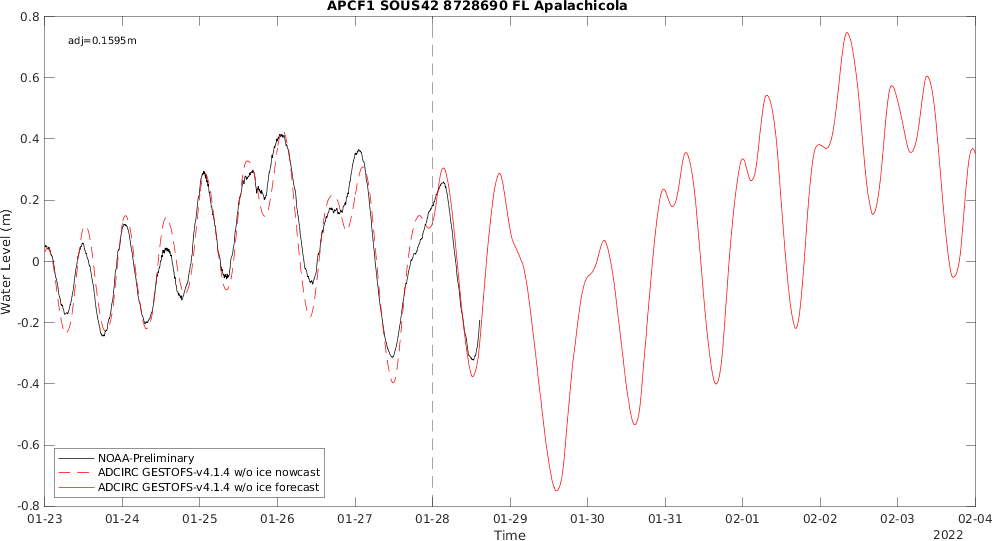 APCF1 SOUS42 8728690 FL Apalachicola
adj=0.1595m
0.8
0.6
0.4
0.2
0
-0.2
-0.4
-0.6
-0.8
Water Level (m)
NOAA-Preliminary
ADCIRC GESTOFS-v4.1.4 w/o ice nowcast
ADCIRC GESTOFS-v4.1.4 w/o ice forecast
01-23 01-24 01-25 01-26 01-27 01-28 01-29 01-30 01-31 02-01 02-02 02-03 02-04
Time
2022